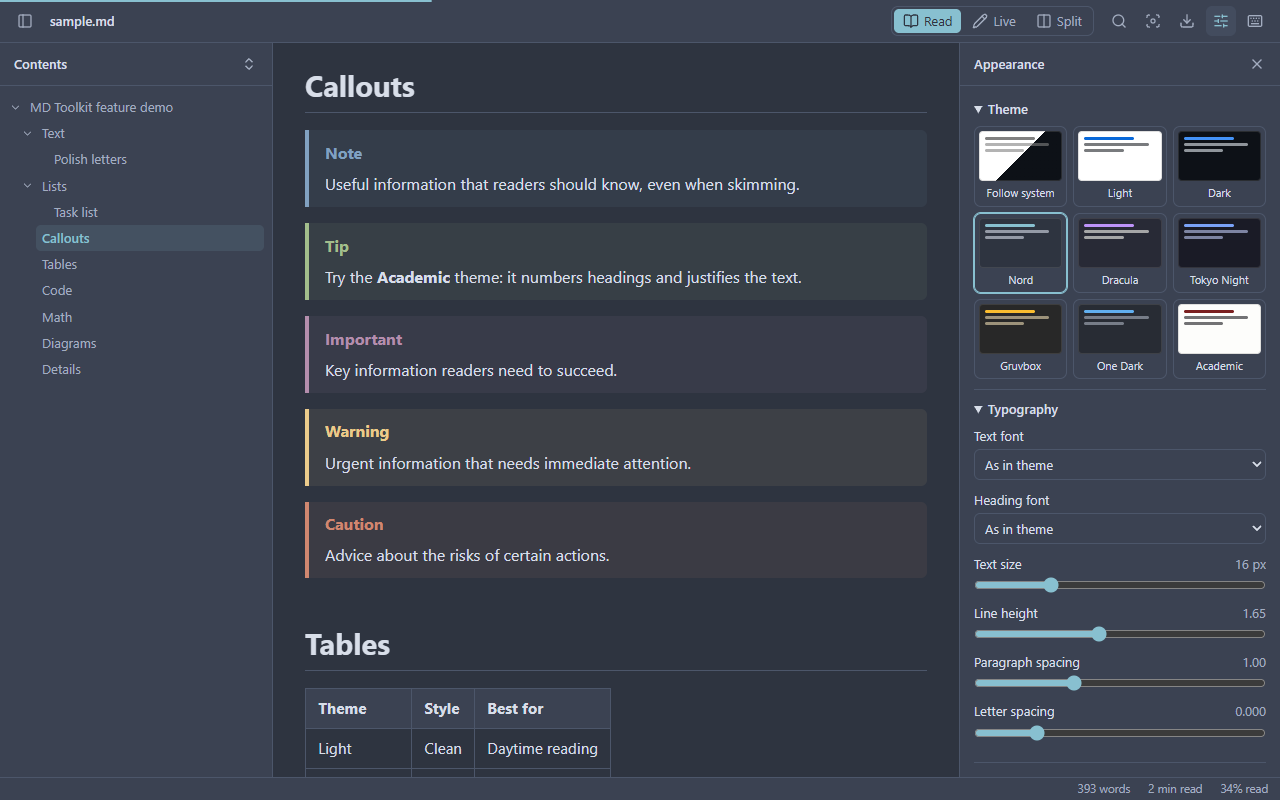 sample.md
Read
Live
Split
Contents
MD Toolkit feature demo
Text
Polish letters
Lists
Task list
Callouts
Tables
Code
Math
Diagrams
Details
Callouts
Note
Useful information that readers should know, even when skimming.
Tip
Try the Academic theme: it numbers headings and justifies the text.
Important
Key information readers need to succeed.
Warning
Urgent information that needs immediate attention.
Caution
Advice about the risks of certain actions.
Tables
Theme Style Best for
Light Clean Daytime reading
Appearance
Theme
Follow system Light Dark
Nord Dracula Tokyo Night
Gruvbox One Dark Academic
Typography
Text font
As in theme
Heading font
As in theme
Text size 16 px
Line height 1.65
Paragraph spacing 1.00
Letter spacing 0.000
393 words 2 min read 34% read